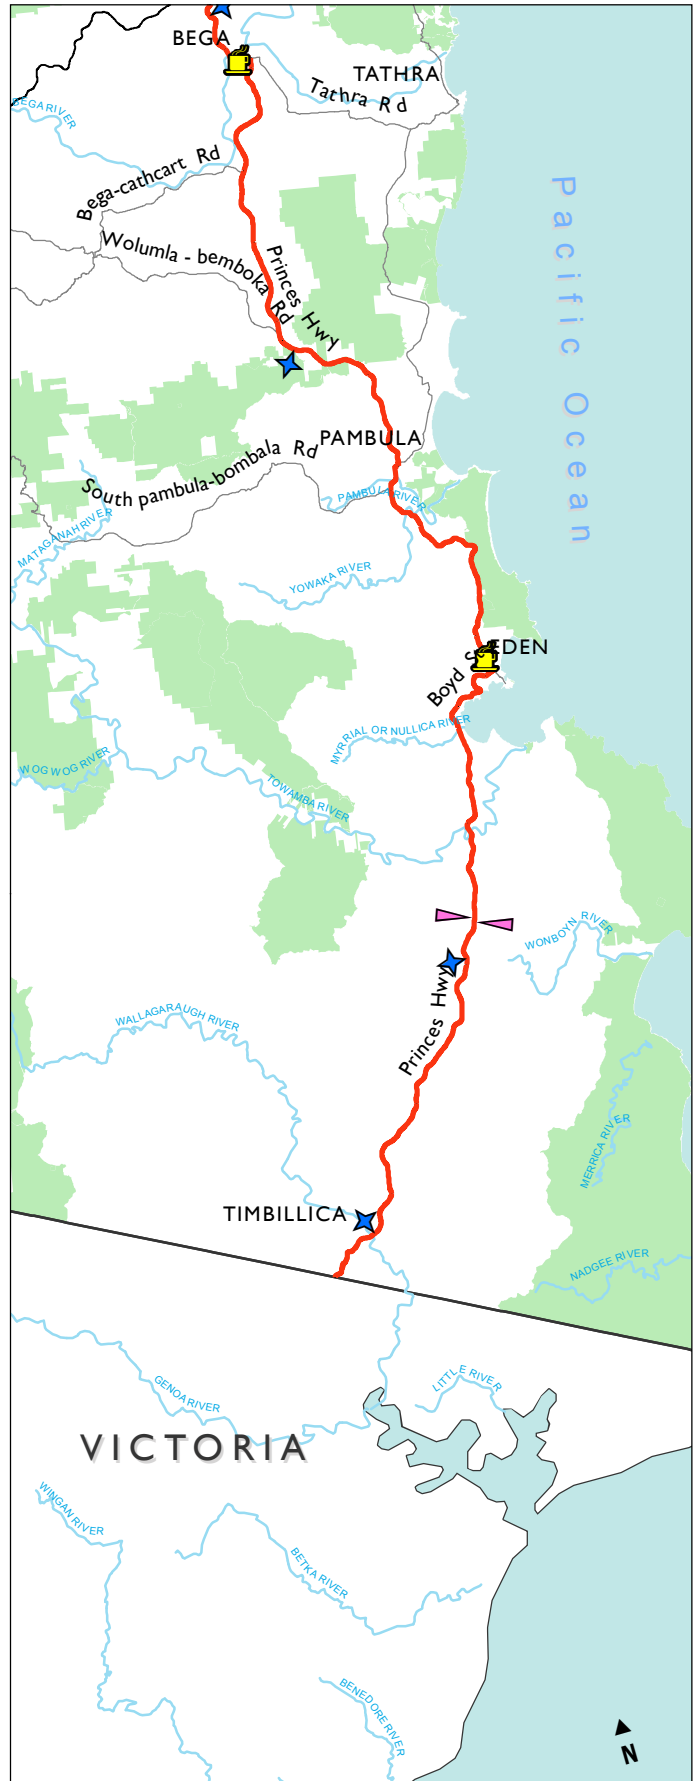 BEGA
TATHRA
Tathra Rd
BEGA RIVER
Bega-cathcart Rd
Pacific Ocean
Wolumla - bemboka Rd
Princes Hwy
PAMBULA
South pambula-bombala Rd
PAMBULA RIVER
MATAGANAH RIVER
YOWAKA RIVER
EDEN
Boyd
MYRRIAL OR NULLICA RIVER
WOG WOG RIVER
TOWAMBA RIVER
WONBOYN RIVER
Princes Hwy
WALLAGARAUGH RIVER
MERRICA RIVER
TIMBILLICA
NADGEE RIVER
LITTLE RIVER
GENOA RIVER
VICTORIA
WINGAN RIVER
BETKA RIVER
BENEDORE RIVER
N